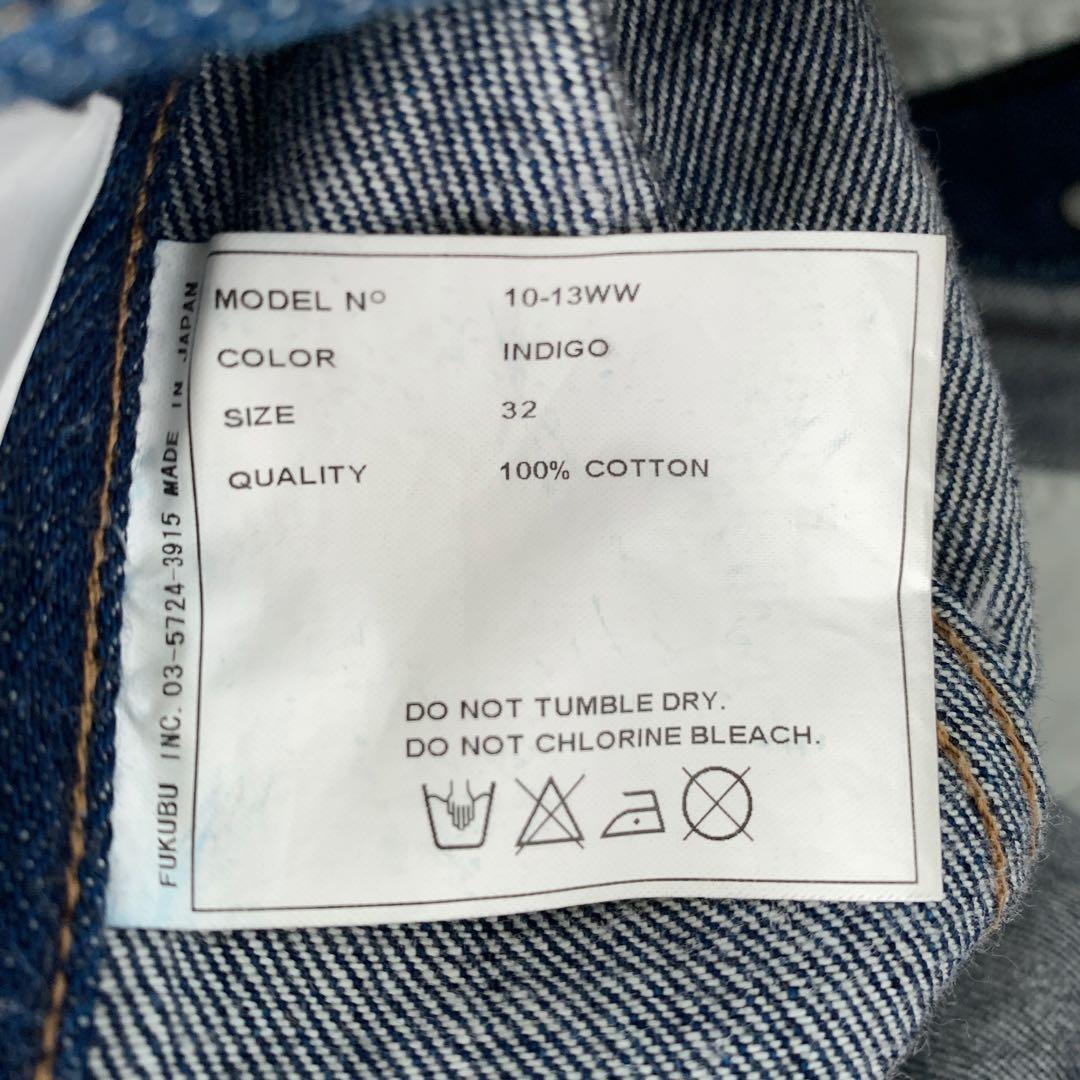 MODEL Nº 10-13WW
COLOR INDIGO
SIZE 32
QUALITY 100% COTTON
DO NOT TUMBLE DRY.
DO NOT CHLORINE BLEACH.
FUKUBU INC. 03-5724-3915 MADE IN JAPAN